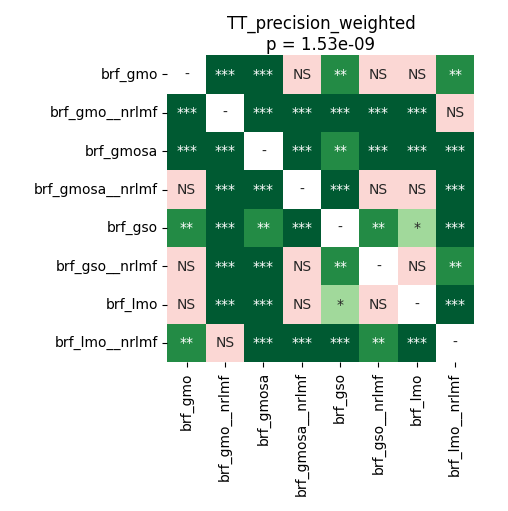 TT_precision_weighted
p = 1.53e-09
brf_gmo - *** *** NS ** NS NS **
brf_gmo__nrlmf *** - *** *** *** *** *** NS
brf_gmosa *** *** - *** ** *** *** ***
brf_gmosa__nrlmf NS *** *** - *** NS NS ***
brf_gso ** *** ** *** - ** * ***
brf_gso__nrlmf NS *** *** NS ** - NS **
brf_lmo NS *** *** NS * NS - ***
brf_lmo__nrlmf ** NS *** *** *** ** *** -
brf_gmo
brf_gmo__nrlmf
brf_gmosa
brf_gmosa__nrlmf
brf_gso
brf_gso__nrlmf
brf_lmo
brf_lmo__nrlmf